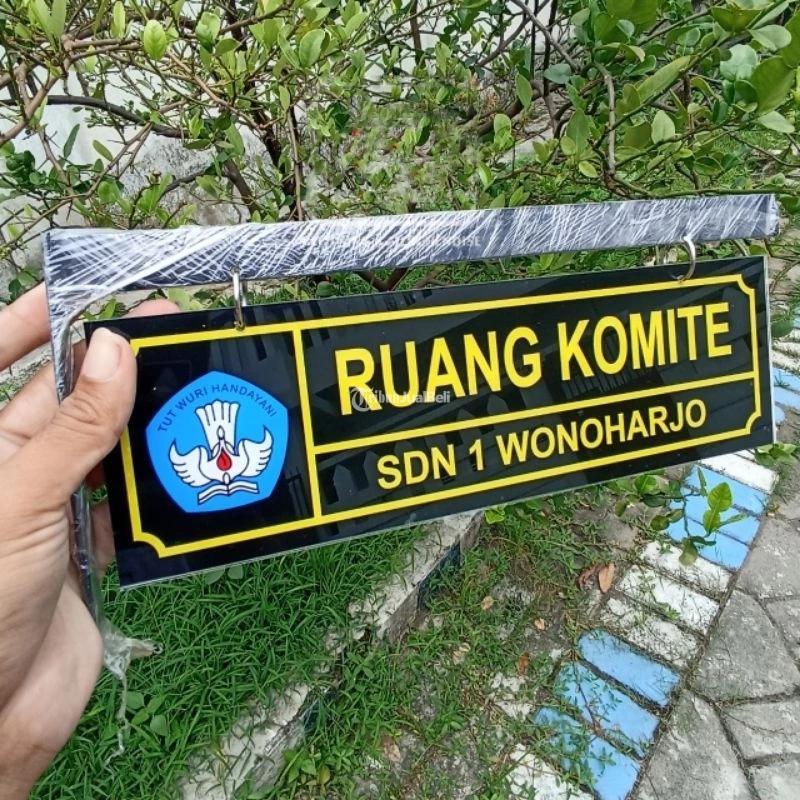 TUT WURI HANDAYANI
RUANG KOMITE
SDN 1 WONOHARJO